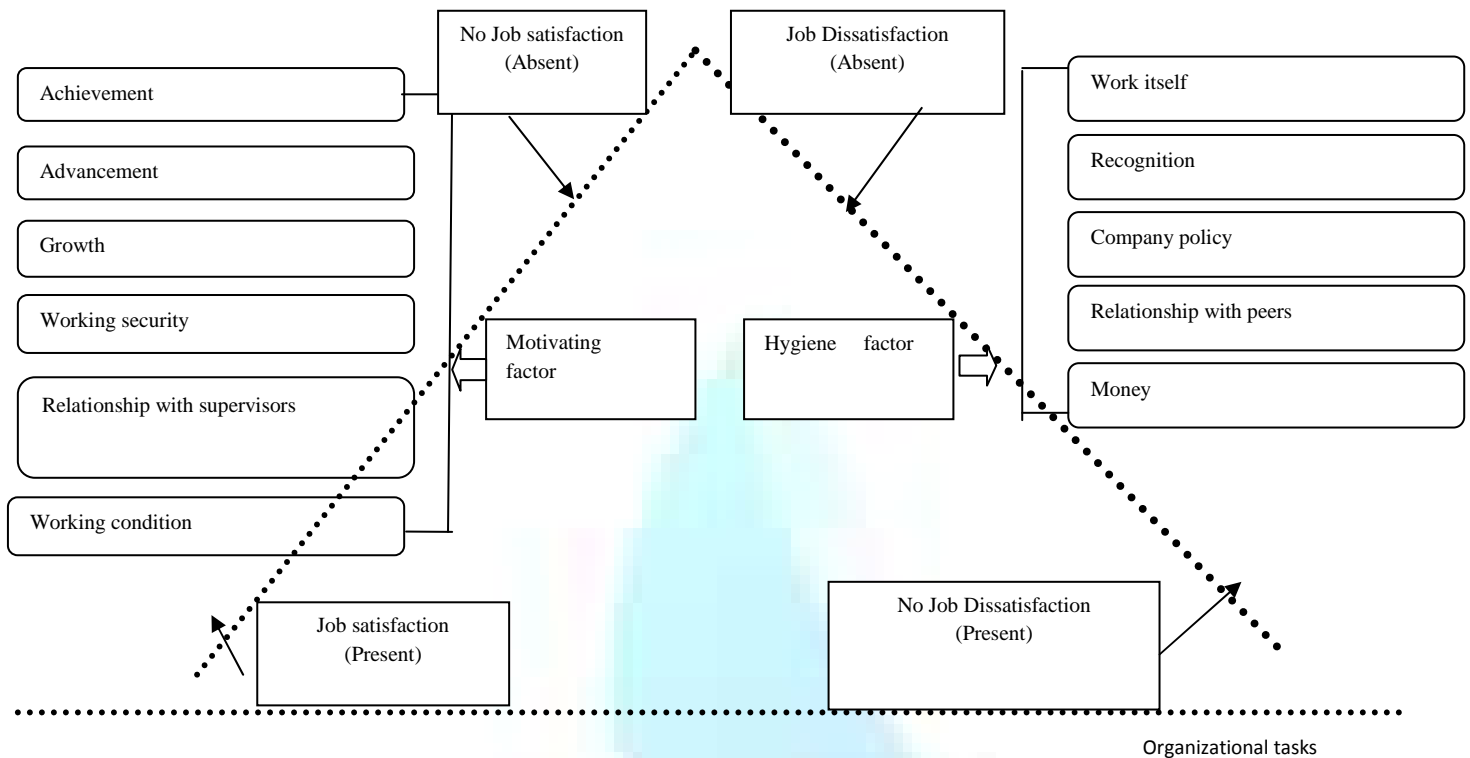 No Job satisfaction
(Absent)
Job Dissatisfaction
(Absent)
Achievement
Advancement
Growth
Working security
Relationship with supervisors
Working condition
Work itself
Recognition
Company policy
Relationship with peers
Money
Motivating
factor
Hygiene factor
Job satisfaction
(Present)
No Job Dissatisfaction
(Present)
Organizational tasks